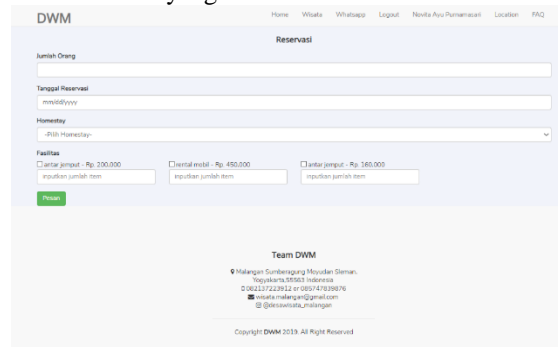 DWM Home Wisata Whatsapp Logout Novita Ayu Purnamasari Location FAQ
Reservasi
Jumlah Orang
Tanggal Reservasi
mm/dd/yyyy
Homestay
-Pilih Homestay-
Fasilitas
antar jemput - Rp. 200,000 rental mobil - Rp. 450,000 antar jemput - Rp. 160,000
inputkan jumlah item inputkan jumlah item inputkan jumlah item
Pesan
Team DWM
Malangan Sumberagung Moyudan Sleman,
Yogyakarta,55563 Indonesia
082137223912 or 085747839876
wisata.malangan@gmail.com
@desawisata_malangan
Copyright DWM 2019. All Right Reserved